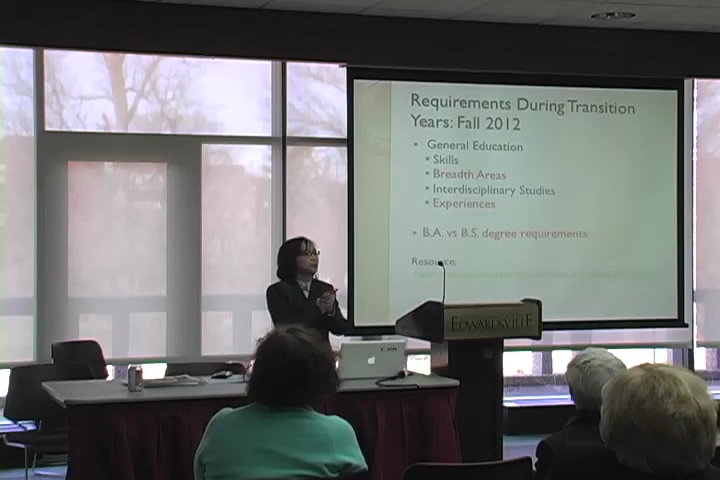 Requirements During Transition
Years: Fall 2012
General Education
Skills
Breadth Areas
Interdisciplinary Studies
Experiences
B.A. vs B.S. degree requirements
Resource:
EDWARDSVILLE